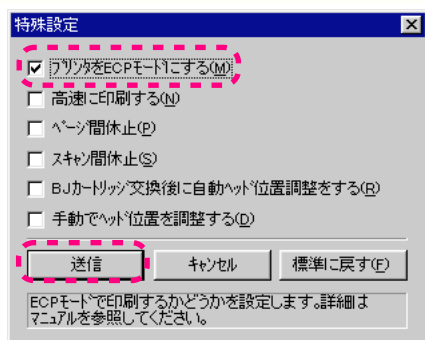 特殊設定
ﾌﾟﾘﾝﾀをECPﾓｰﾄﾞにする(M)
高速に印刷する(N)
ﾍﾟｰｼﾞ間休止(P)
ｽｷｬﾝ間休止(S)
BJｶｰﾄﾘｯｼﾞ交換後に自動ﾍｯﾄﾞ位置調整をする(R)
手動でﾍｯﾄﾞ位置を調整する(D)
送信 ｷｬﾝｾﾙ 標準に戻す(F)
ECPﾓｰﾄﾞで印刷するかどうかを設定します。詳細は
ﾏﾆｭｱﾙを参照してください。